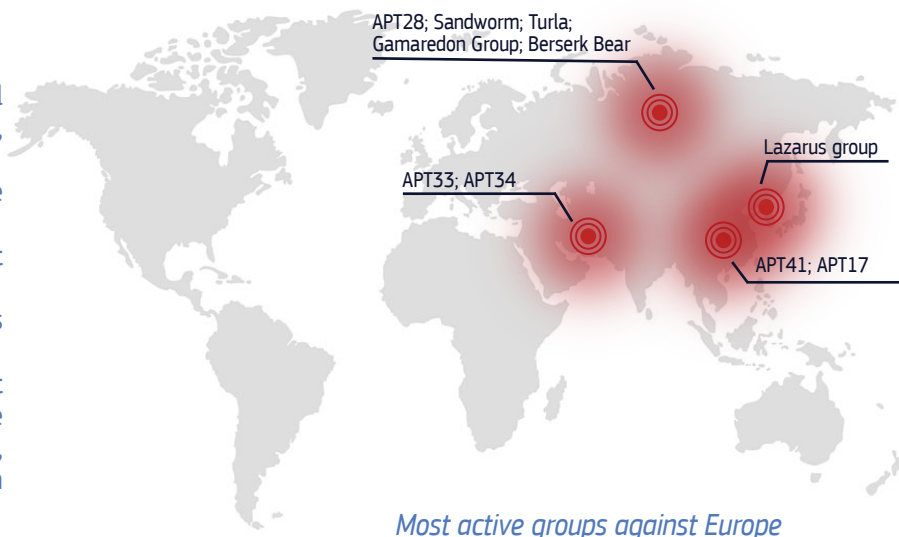 APT28; Sandworm; Turla;
Gamaredon Group; Berserk Bear
Lazarus group
APT33; APT34
APT41; APT17
Most active groups against Europe